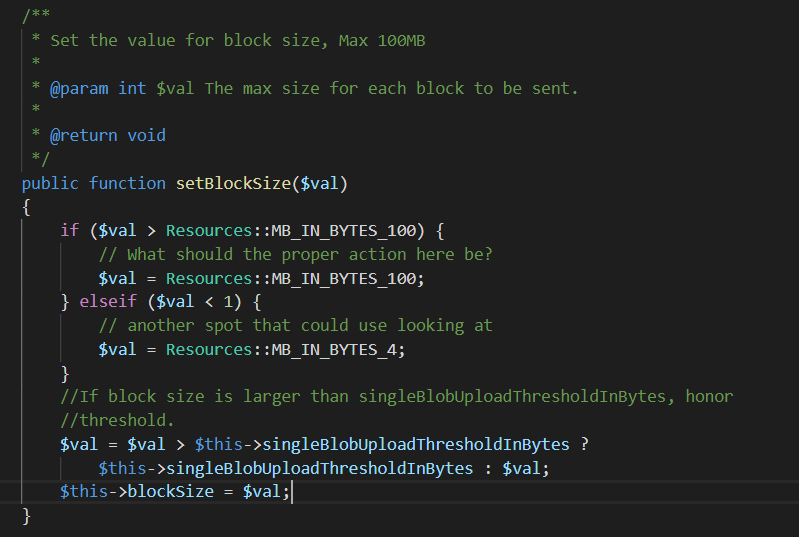 /**
 * Set the value for block size, Max 100MB
 *
 * @param int $val The max size for each block to be sent.
 *
 * @return void
 */
public function setBlockSize($val)
{
    if ($val > Resources::MB_IN_BYTES_100) {
        // What should the proper action here be?
        $val = Resources::MB_IN_BYTES_100;
    } elseif ($val < 1) {
        // another spot that could use looking at
        $val = Resources::MB_IN_BYTES_4;
    }
    //If block size is larger than singleBlobUploadThresholdInBytes, honor
    //threshold.
    $val = $val > $this->singleBlobUploadThresholdInBytes ?
        $this->singleBlobUploadThresholdInBytes : $val;
    $this->blockSize = $val;
}